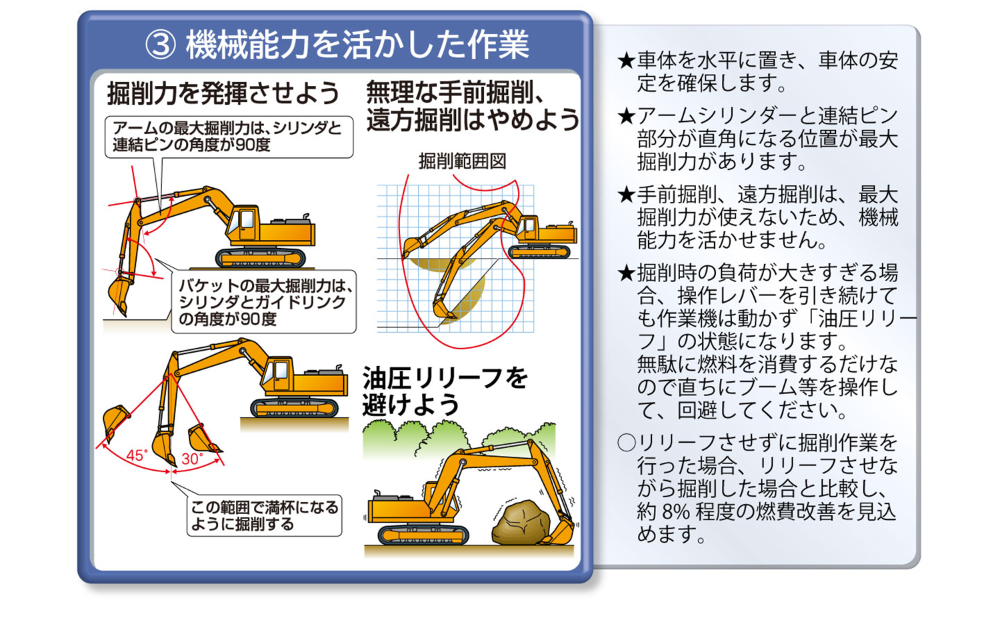 ③ 機械能力を活かした作業
掘削力を発揮させよう
アームの最大掘削力は、シリンダと
連結ピンの角度が90度
バケットの最大掘削力は、
シリンダとガイドリンク
の角度が90度
45°
30°
この範囲で満杯になる
ように掘削する
無理な手前掘削、
遠方掘削はやめよう
掘削範囲図
油圧リリーフを
避けよう
★車体を水平に置き、車体の安
定を確保します。
★アームシリンダーと連結ピン
部分が直角になる位置が最大
掘削力があります。
★手前掘削、遠方掘削は、最大
掘削力が使えないため、機械
能力を活かせません。
★掘削時の負荷が大きすぎる場
合、操作レバーを引き続けて
も作業機は動かず「油圧リリー
フ」の状態になります。
無駄に燃料を消費するだけな
ので直ちにブーム等を操作し
て、回避してください。
○リリーフさせずに掘削作業を
行った場合、リリーフさせな
がら掘削した場合と比較し、
約 8% 程度の燃費改善を見込
めます。